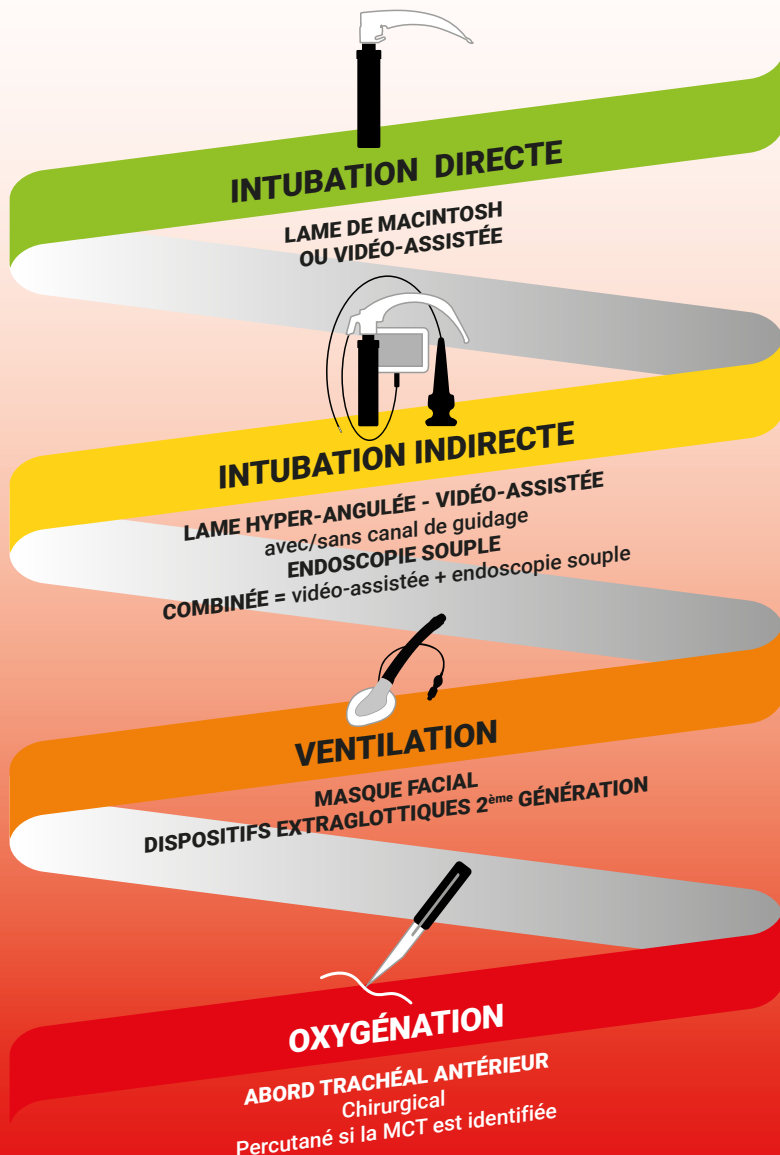 INTUBATION DIRECTE
LAME DE MACINTOSH
OU VIDÉO-ASSISTÉE
INTUBATION INDIRECTE
LAME HYPER-ANGULÉE - VIDÉO-ASSISTÉE
avec/sans canal de guidage
ENDOSCOPIE SOUPLE
COMBINÉE = vidéo-assistée + endoscopie souple
VENTILATION
MASQUE FACIAL
DISPOSITIFS EXTRAGLOTTIQUES 2ème GÉNÉRATION
OXYGÉNATION
ABORD TRACHÉAL ANTÉRIEUR
Chirurgical
Percutané si la MCT est identifiée